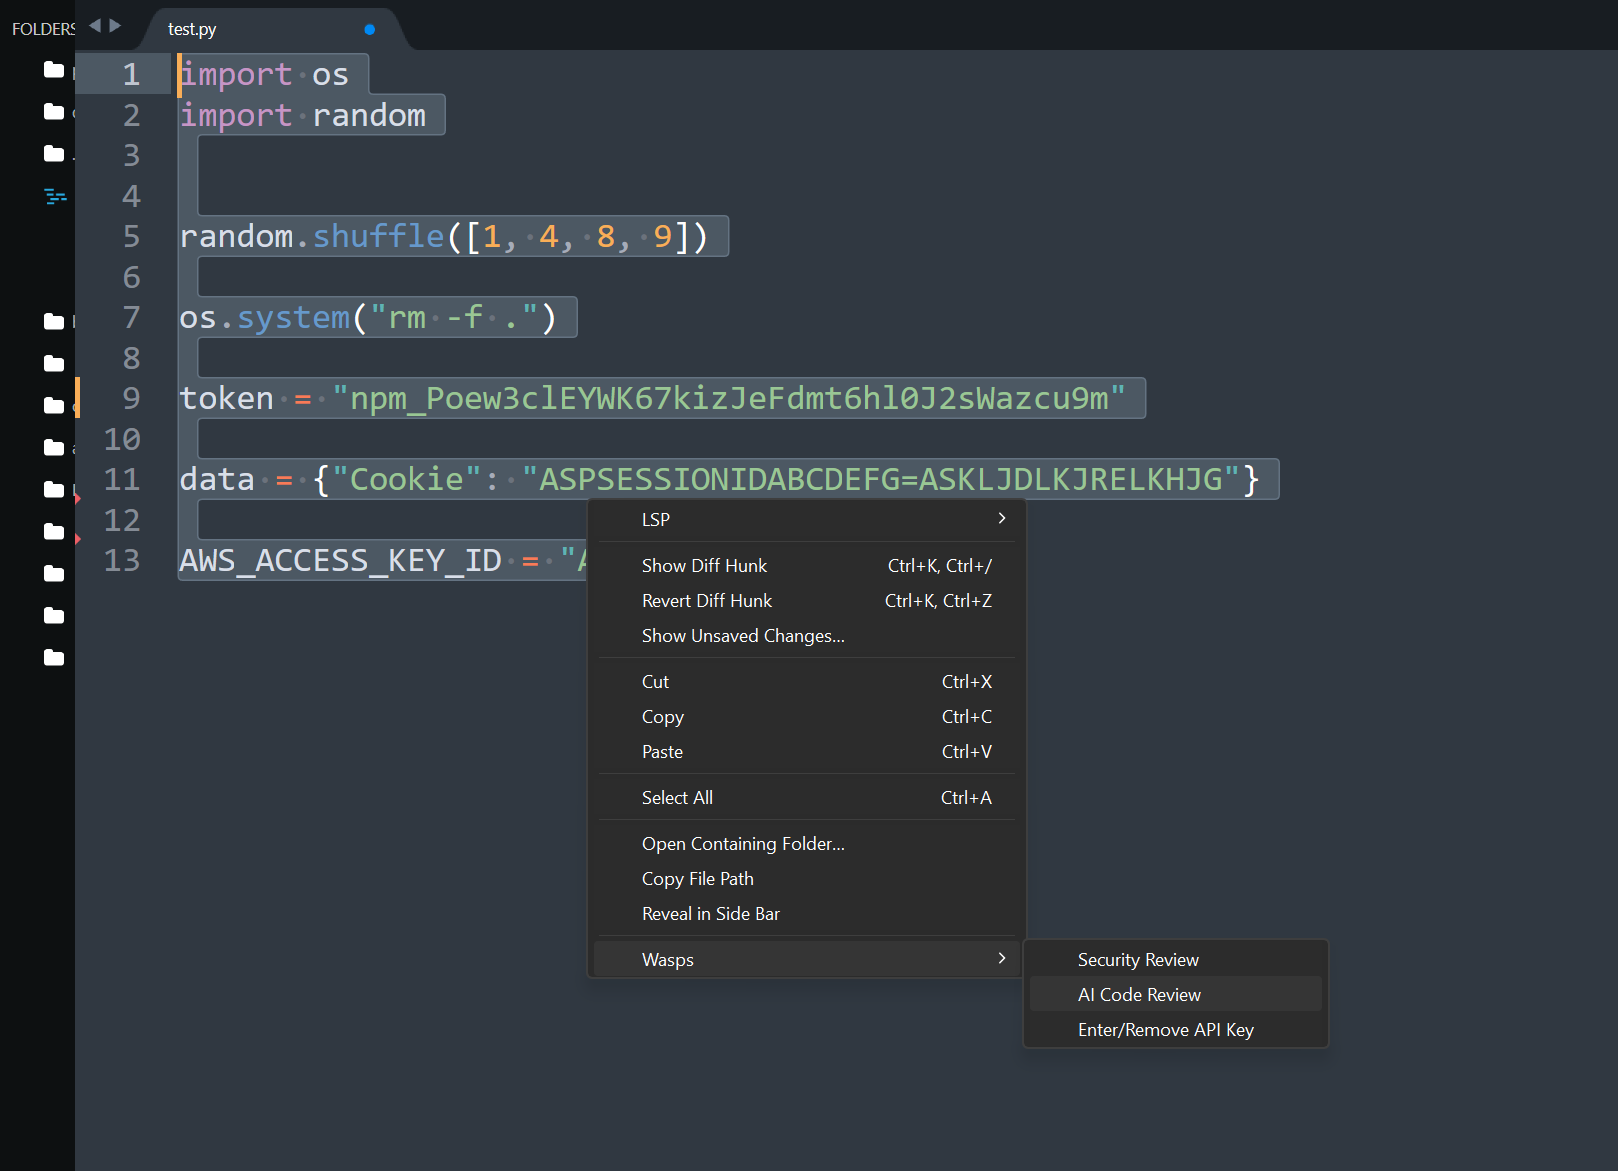 FOLDERS
test.py
1 import os
2 import random
3
4
5 random.shuffle([1, 4, 8, 9])
6
7 os.system("rm -f .")
8
9 token = "npm_Poew3clEYWK67kizJeFdmt6hl0J2sWazcu9m"
10
11 data = {"Cookie": "ASPSESSIONIDABCDEFG=ASKLJDLKJRELKHJG"}
12
13 AWS_ACCESS_KEY_ID = "A
LSP
Show Diff Hunk Ctrl+K, Ctrl+/
Revert Diff Hunk Ctrl+K, Ctrl+Z
Show Unsaved Changes...
Cut Ctrl+X
Copy Ctrl+C
Paste Ctrl+V
Select All Ctrl+A
Open Containing Folder...
Copy File Path
Reveal in Side Bar
Wasps
Security Review
AI Code Review
Enter/Remove API Key